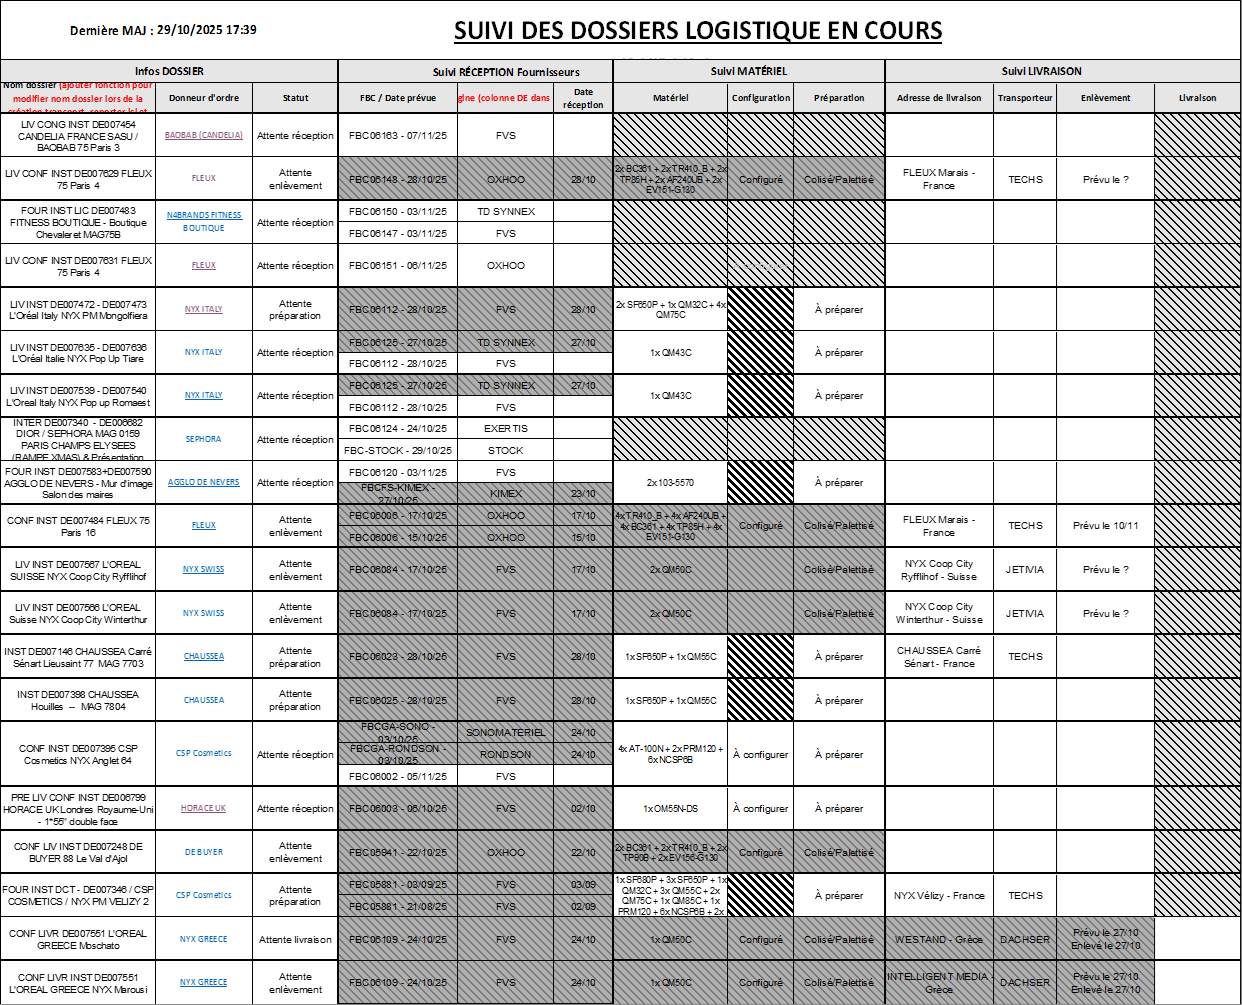 Dernière MAJ : 29/10/2025 17:39
SUIVI DES DOSSIERS LOGISTIQUE EN COURS
Infos DOSSIER
Suivi RÉCEPTION Fournisseurs
Suivi MATÉRIEL
Suivi LIVRAISON
Nom dossier (ajouter fonction pour
modifier nom dossier lors de la
Donneur d'ordre
Statut
FBC / Date prévue
gine (colonne DE dans
Date
réception
Matériel
Configuration
Préparation
Adresse de livraison
Transporteur
Enlèvement
Livraison
LIV CONG INST DE007454
CANDELIA FRANCE SASU /
BAOBAB 75 Paris 3
BAOBAB (CANDELIA)
Attente réception
FBC06163 - 07/11/25
FVS
LIV CONF INST DE007629 FLEUX
75 Paris 4
FLEUX
Attente
enlèvement
FBC06148 - 28/10/25
OXHOO
28/10
2x BC361 + 2x TR410_B + 2x
TP85H + 2x AF240UB + 2x
EV151-G130
Configuré
Colisé/Palettisé
FLEUX Marais -
France
TECHS
Prévu le ?
FOUR INST LIC DE007483
FITNESS BOUTIQUE - Boutique
Chevaleret MAG75B
N4BRANDS FITNESS
BOUTIQUE
Attente réception
FBC06150 - 03/11/25
TD SYNNEX
FBC06147 - 03/11/25
FVS
LIV CONF INST DE007631 FLEUX
75 Paris 4
FLEUX
Attente réception
FBC06151 - 06/11/25
OXHOO
LIV INST DE007472 - DE007473
L'Oréal Italy NYX PM Mongolfiera
NYX ITALY
Attente
préparation
FBC06112 - 28/10/25
FVS
28/10
2x SF650P + 1x QM32C + 4x
QM75C
À préparer
LIV INST DE007635 - DE007636
L'Oréal Italie NYX Pop Up Tiare
NYX ITALY
Attente réception
FBC06125 - 27/10/25
TD SYNNEX
27/10
FBC06112 - 28/10/25
FVS
1x QM43C
À préparer
LIV INST DE007539 - DE007540
L'Oreal Italy NYX Pop up Romaest
NYX ITALY
Attente réception
FBC06125 - 27/10/25
TD SYNNEX
27/10
FBC06112 - 28/10/25
FVS
1x QM43C
À préparer
INTER DE007340 - DE006682
DIOR / SEPHORA MAG 0159
PARIS CHAMPS ELYSEES
(RAMPE XMAS) & Présentation
SEPHORA
Attente réception
FBC06124 - 24/10/25
EXERTIS
FBC-STOCK - 29/10/25
STOCK
FOUR INST DE007583+DE007590
AGGLO DE NEVERS - Mur d'image
Salon des maires
AGGLO DE NEVERS
Attente réception
FBC06120 - 03/11/25
FVS
FBCFS-KIMEX -
27/10/25
KIMEX
23/10
2x 103-5570
À préparer
CONF INST DE007484 FLEUX 75
Paris 16
FLEUX
Attente
enlèvement
FBC06006 - 17/10/25
OXHOO
17/10
FBC06006 - 15/10/25
OXHOO
15/10
4x TR410_B + 4x AF240UB +
4x BC361 + 4x TP85H + 4x
EV151-G130
Configuré
Colisé/Palettisé
FLEUX Marais -
France
TECHS
Prévu le 10/11
LIV INST DE007567 L'OREAL
SUISSE NYX Coop City Ryfflihof
NYX SWISS
Attente
enlèvement
FBC06084 - 17/10/25
FVS
17/10
2x QM50C
Colisé/Palettisé
NYX Coop City
Ryfflihof - Suisse
JETIVIA
Prévu le ?
LIV INST DE007566 L'OREAL
Suisse NYX Coop City Winterthur
NYX SWISS
Attente
enlèvement
FBC06084 - 17/10/25
FVS
17/10
2x QM50C
Colisé/Palettisé
NYX Coop City
Winterthur - Suisse
JETIVIA
Prévu le ?
INST DE007146 CHAUSSEA Carré
Sénart Lieusaint 77 MAG 7703
CHAUSSEA
Attente
préparation
FBC06023 - 28/10/25
FVS
28/10
1x SF650P + 1x QM55C
À préparer
CHAUSSEA Carré
Sénart - France
TECHS
INST DE007398 CHAUSSEA
Houilles -- MAG 7804
CHAUSSEA
Attente
préparation
FBC06025 - 28/10/25
FVS
28/10
1x SF650P + 1x QM55C
À préparer
CONF INST DE007395 CSP
Cosmetics NYX Anglet 64
CSP Cosmetics
Attente réception
FBCGA-SONO -
03/10/25
SONOMATERIEL
24/10
FBCGA-RONDSON -
03/10/25
RONDSON
24/10
FBC06002 - 05/11/25
FVS
4x AT-100N + 2x PRM120 +
6x NCSP6B
À configurer
À préparer
PRE LIV CONF INST DE006799
HORACE UK Londres Royaume-Uni
- 1*55" double face
HORACE UK
Attente réception
FBC06003 - 06/10/25
FVS
02/10
1x OM55N-DS
À configurer
À préparer
CONF LIV INST DE007248 DE
BUYER 88 Le Val d'Ajol
DE BUYER
Attente
enlèvement
FBC05941 - 22/10/25
OXHOO
22/10
2x BC361 + 2x TR410_B + 2x
TP90B + 2x EV156-G130
Configuré
Colisé/Palettisé
FOUR INST DCT - DE007346 / CSP
COSMETICS / NYX PM VELIZY 2
CSP Cosmetics
Attente
préparation
FBC05881 - 03/09/25
FVS
03/09
FBC05881 - 21/08/25
FVS
02/09
1x SF680P + 3x SF650P + 1x
QM32C + 3x QM55C + 2x
QM75C + 1x QM85C + 1x
PRM120 + 6x NCSP6B + 2x
À préparer
NYX Vélizy - France
TECHS
CONF LIVR DE007551 L'OREAL
GREECE Moschato
NYX GREECE
Attente livraison
FBC06109 - 24/10/25
FVS
24/10
1x QM50C
Configuré
Colisé/Palettisé
WESTAND - Grèce
DACHSER
Prévu le 27/10
Enlevé le 27/10
CONF LIVR INST DE007551
L'OREAL GREECE NYX Marousi
NYX GREECE
Attente
enlèvement
FBC06109 - 24/10/25
FVS
24/10
1x QM50C
Configuré
Colisé/Palettisé
INTELLIGENT MEDIA -
Grèce
DACHSER
Prévu le 27/10
Enlevé le 27/10